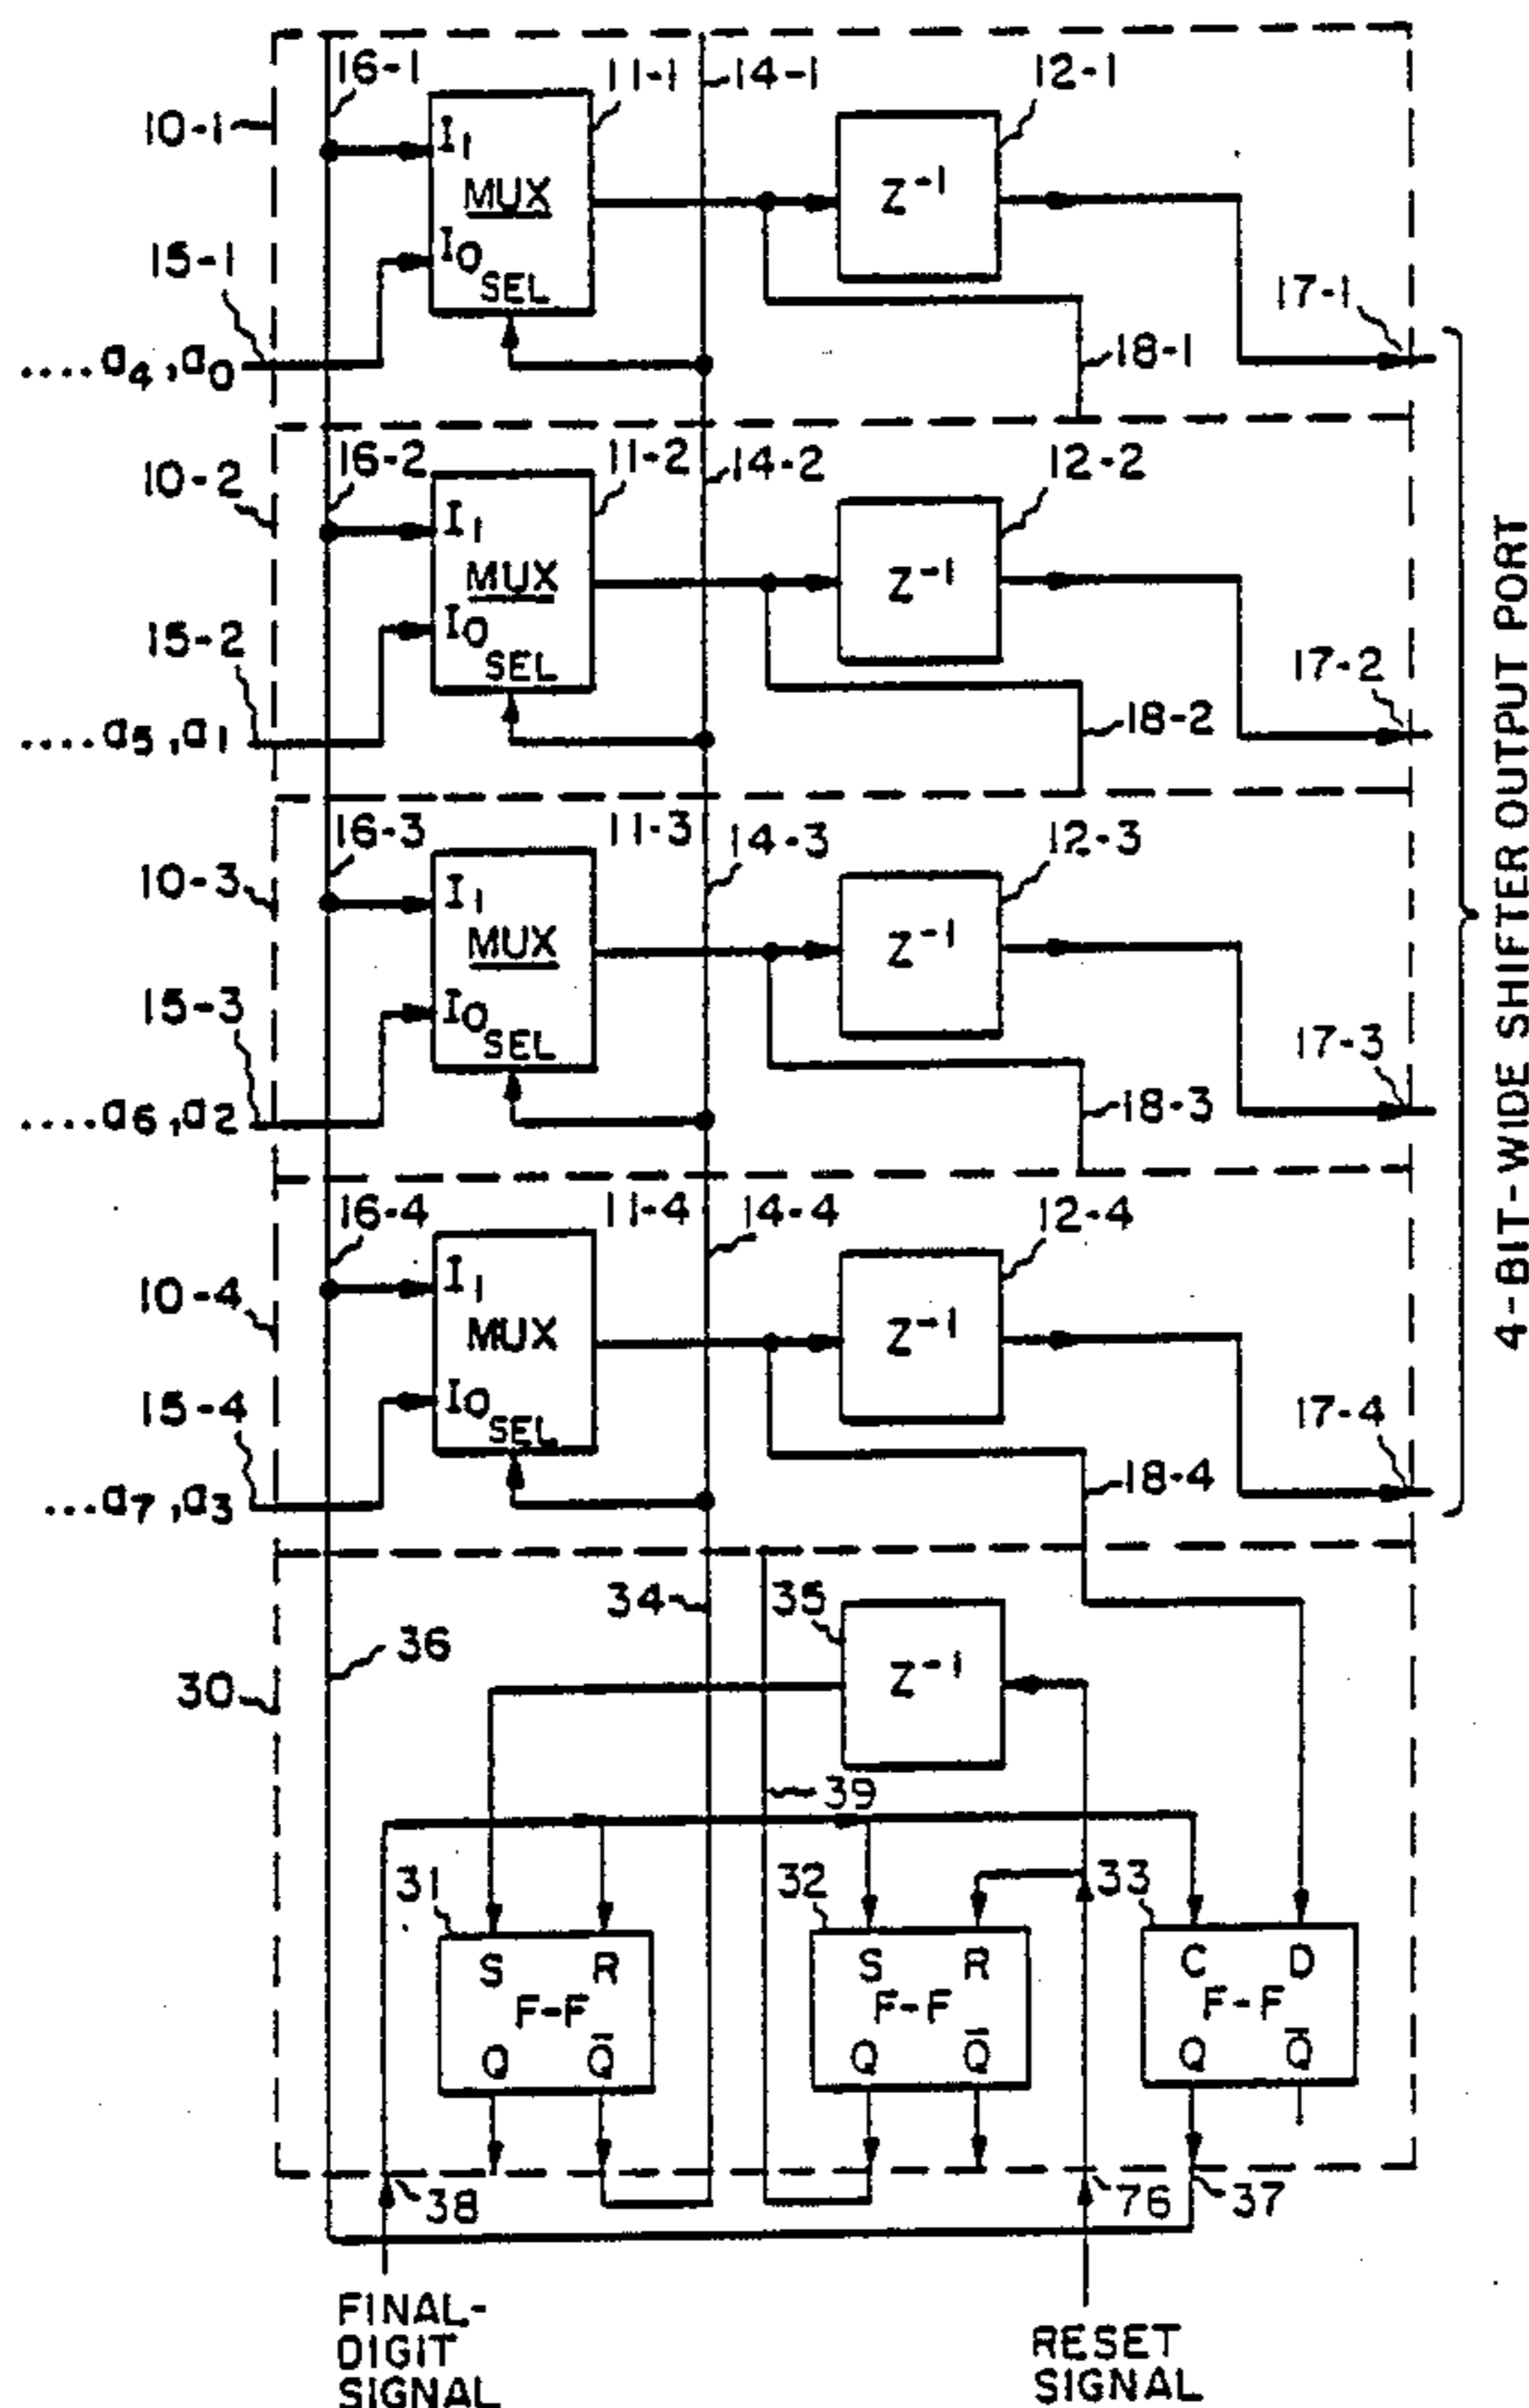 16-1
11-1
14-1
12-1
10-1
I1
MUX
Z-1
15-1
I0
SEL
17-1
....a4,a0
18-1
16-2
11-2
14-2
12-2
10-2
I1
MUX
Z-1
15-2
I0
SEL
17-2
....a5,a1
18-2
16-3
11-3
14-3
12-3
10-3
I1
MUX
Z-1
15-3
I0
SEL
17-3
....a6,a2
18-3
16-4
11-4
14-4
12-4
10-4
I1
MUX
Z-1
15-4
I0
SEL
17-4
...a7,a3
18-4
4-BIT-WIDE SHIFTER OUTPUT PORT
34
35
36
30
Z-1
39
31
32
33
S R
F-F
Q Q̅
S R
F-F
Q Q̅
C D
F-F
Q Q̅
38
76
37
FINAL-
DIGIT
SIGNAL
RESET
SIGNAL